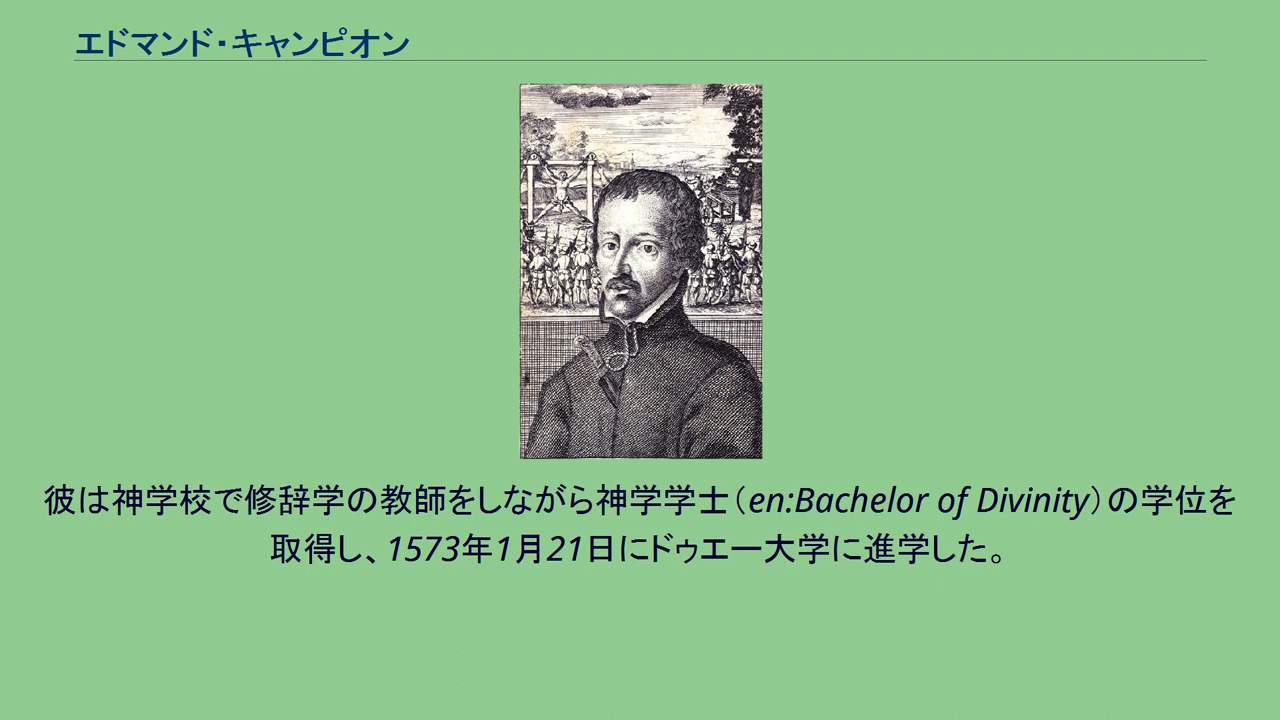 エドマンド・キャンピオン
彼は神学校で修辞学の教師をしながら神学学士（en:Bachelor of Divinity）の学位を
取得し、1573年1月21日にドゥエー大学に進学した。